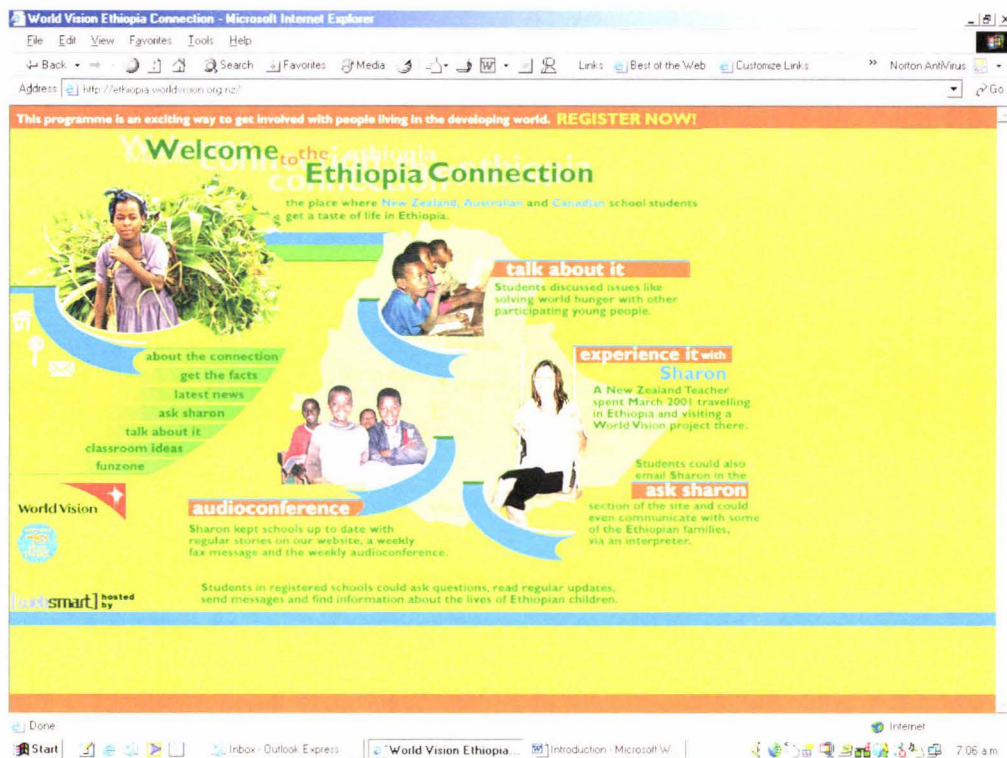 World Vision Ethiopia Connection - Microsoft Internet Explorer
File Edit View Favorites Tools Help
Back Search Favorites Media Links Best of the Web Customize Links » Norton AntiVirus
Address http://ethiopia.worldvision.org.nz/ Go
This programme is an exciting way to get involved with people living in the developing world. REGISTER NOW!
Welcome to the
Ethiopia Connection
the place where New Zealand, Australian and Canadian school students
get a taste of life in Ethiopia.
talk about it
Students discussed issues like
solving world hunger with other
participating young people.
experience it with
Sharon
A New Zealand Teacher
spent March 2001 travelling
in Ethiopia and visiting a
World Vision project there.
Students could also
email Sharon in the
ask sharon
section of the site and could
even communicate with some
of the Ethiopian families,
via an interpreter.
about the connection
get the facts
latest news
ask sharon
talk about it
classroom ideas
funzone
World Vision
audioconference
Sharon kept schools up to date with
regular stories on our website, a weekly
fax message and the weekly audioconference.
Students in registered schools could ask questions, read regular updates,
send messages and find information about the lives of Ethiopian children.
[websmart] hosted by
Done Internet
Start Inbox - Outlook Express World Vision Ethiopia... Introduction - Microsoft W... 7:06 a.m